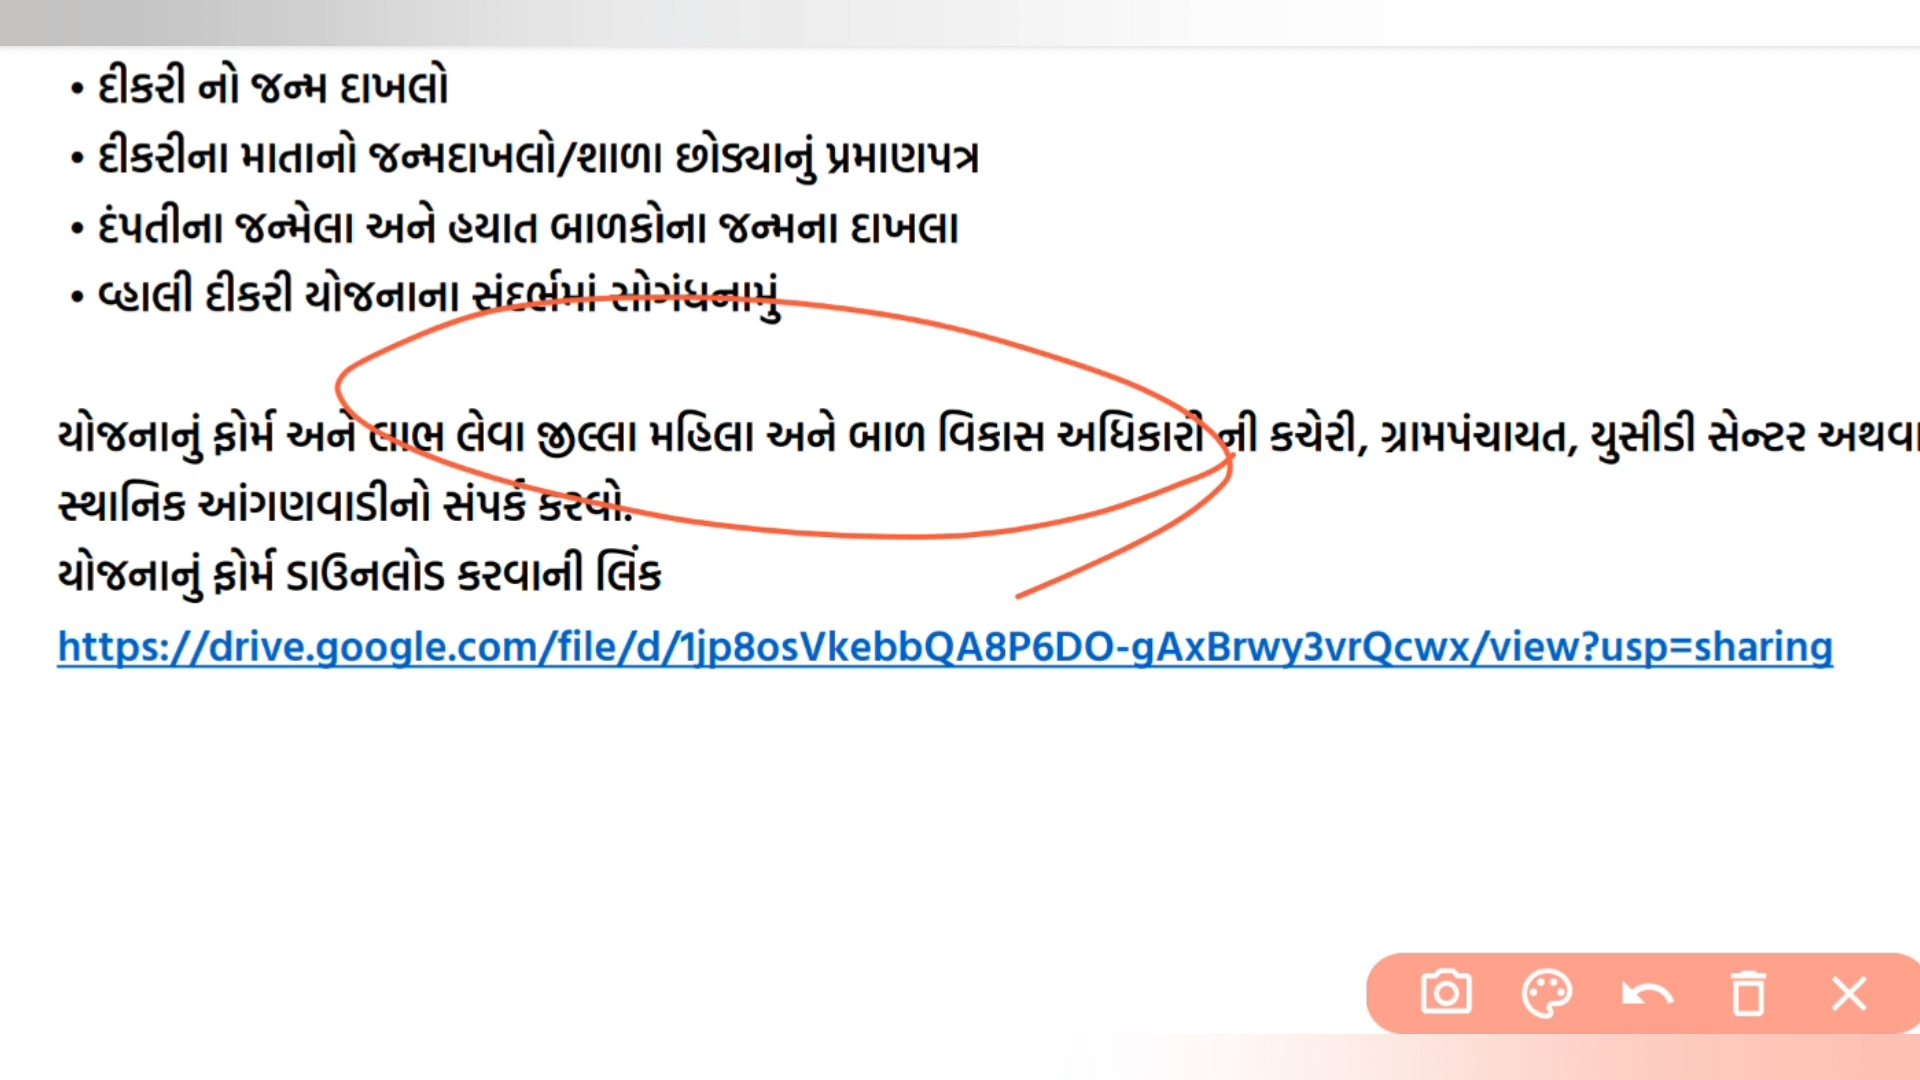 • દીકરી નો જન્મ દાખલો
• દીકરીના માતાનો જન્મદાખલો/શાળા છોડ્યાનું પ્રમાણપત્ર
• દંપતીના જન્મેલા અને હયાત બાળકોના જન્મના દાખલા
• વ્હાલી દીકરી યોજનાના સંદર્ભમાં સોગંધનામું
યોજનાનું ફોર્મ અને લાભ લેવા જીલ્લા મહિલા અને બાળ વિકાસ અધિકારી ની કચેરી, ગ્રામપંચાયત, યુસીડી સેન્ટર અથવા
સ્થાનિક આંગણવાડીનો સંપર્ક કરવો.
યોજનાનું ફોર્મ ડાઉનલોડ કરવાની લિંક
https://drive.google.com/file/d/1jp8osVkebbQA8P6DO-gAxBrwy3vrQcwx/view?usp=sharing